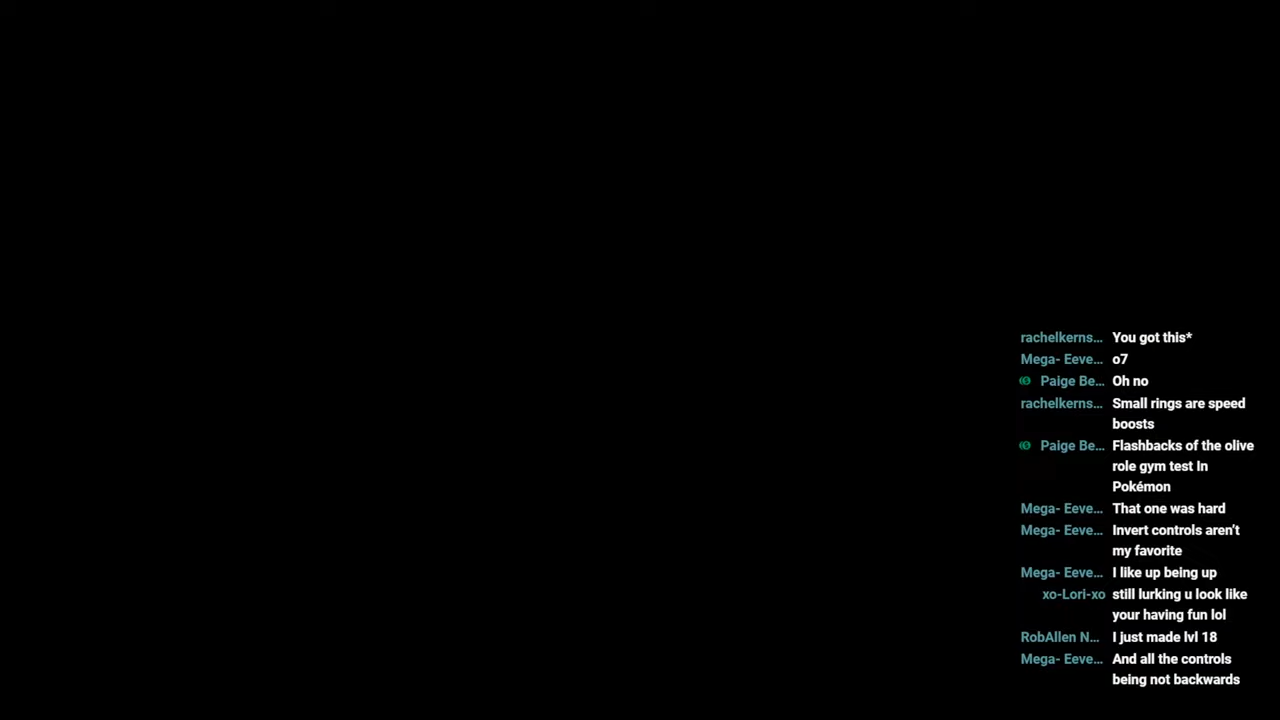 rachelkerns... You got this*
Mega- Eeve... o7
Paige Be... Oh no
rachelkerns... Small rings are speed
boosts
Paige Be... Flashbacks of the olive
role gym test In
Pokémon
Mega- Eeve... That one was hard
Mega- Eeve... Invert controls aren't
my favorite
Mega- Eeve... I like up being up
xo-Lori-xo still lurking u look like
your having fun lol
RobAllen N... I just made lvl 18
Mega- Eeve... And all the controls
being not backwards